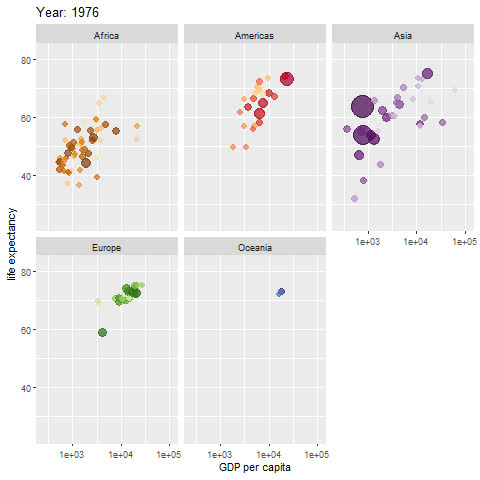 Year: 1976
Africa
Americas
Asia
80
60
40
1e+03 1e+04 1e+05
Europe
Oceania
80
60
40
1e+03 1e+04 1e+05
1e+03 1e+04 1e+05
life expectancy
GDP per capita